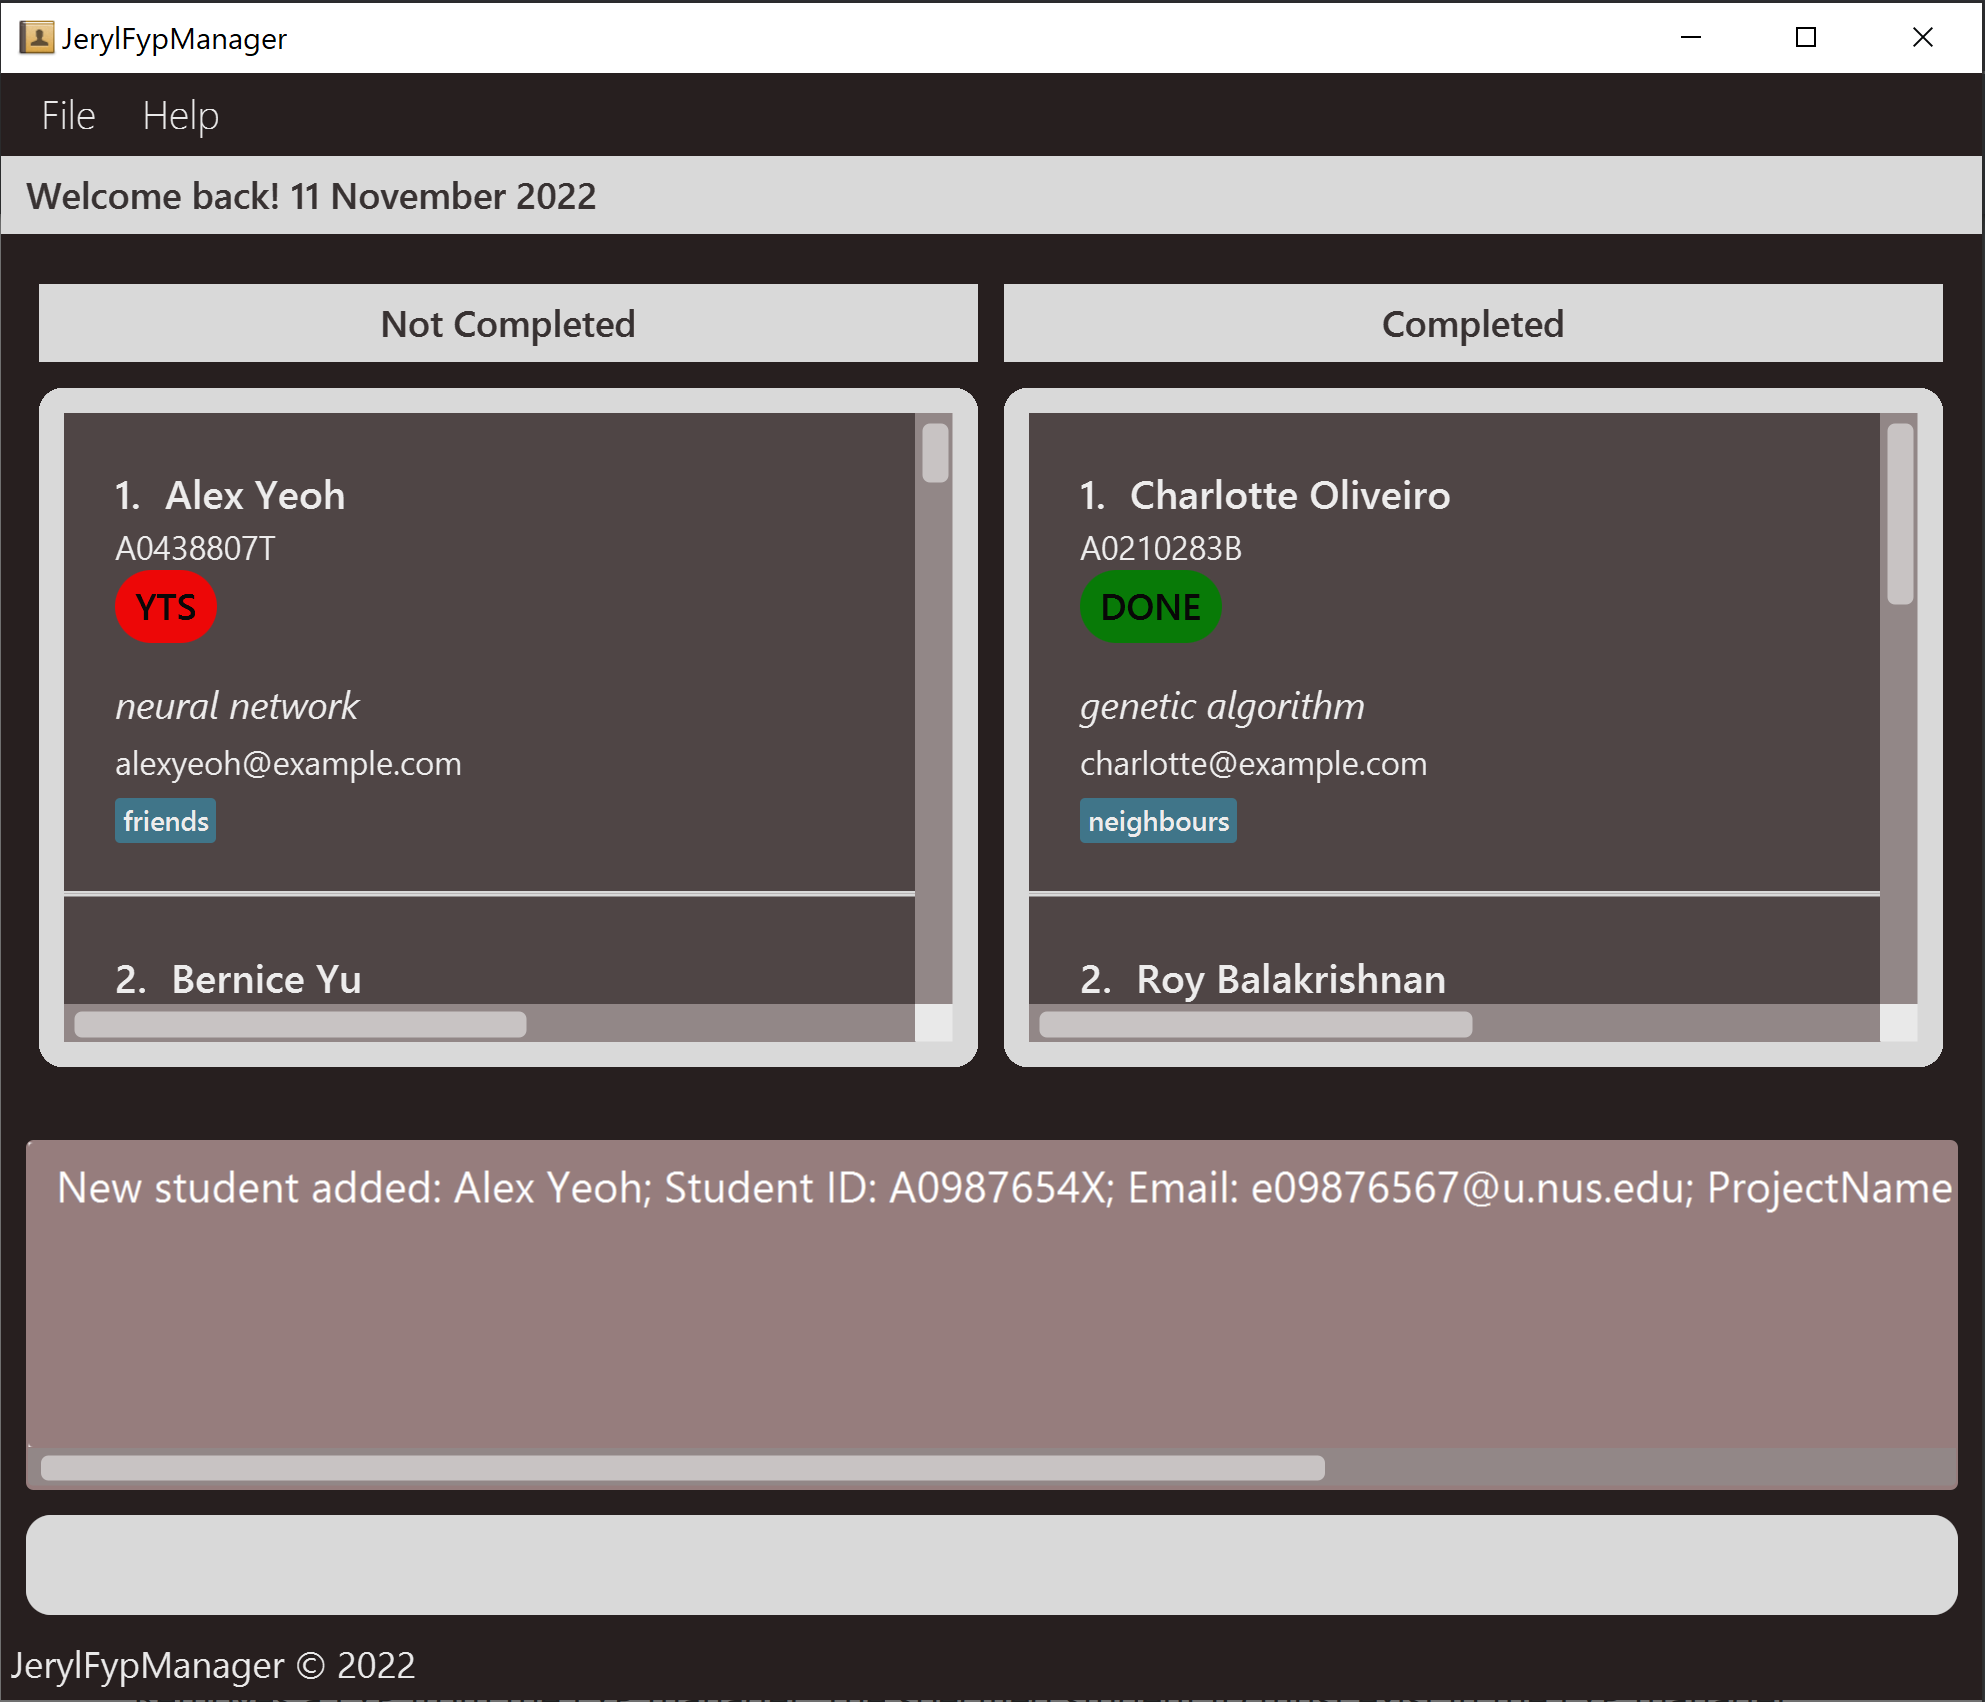 JerylFypManager
File Help
Welcome back! 11 November 2022
Not Completed
1. Alex Yeoh
A0438807T
YTS
neural network
alexyeoh@example.com
friends
2. Bernice Yu
Completed
1. Charlotte Oliveiro
A0210283B
DONE
genetic algorithm
charlotte@example.com
neighbours
2. Roy Balakrishnan
New student added: Alex Yeoh; Student ID: A0987654X; Email: e09876567@u.nus.edu; ProjectName
JerylFypManager © 2022